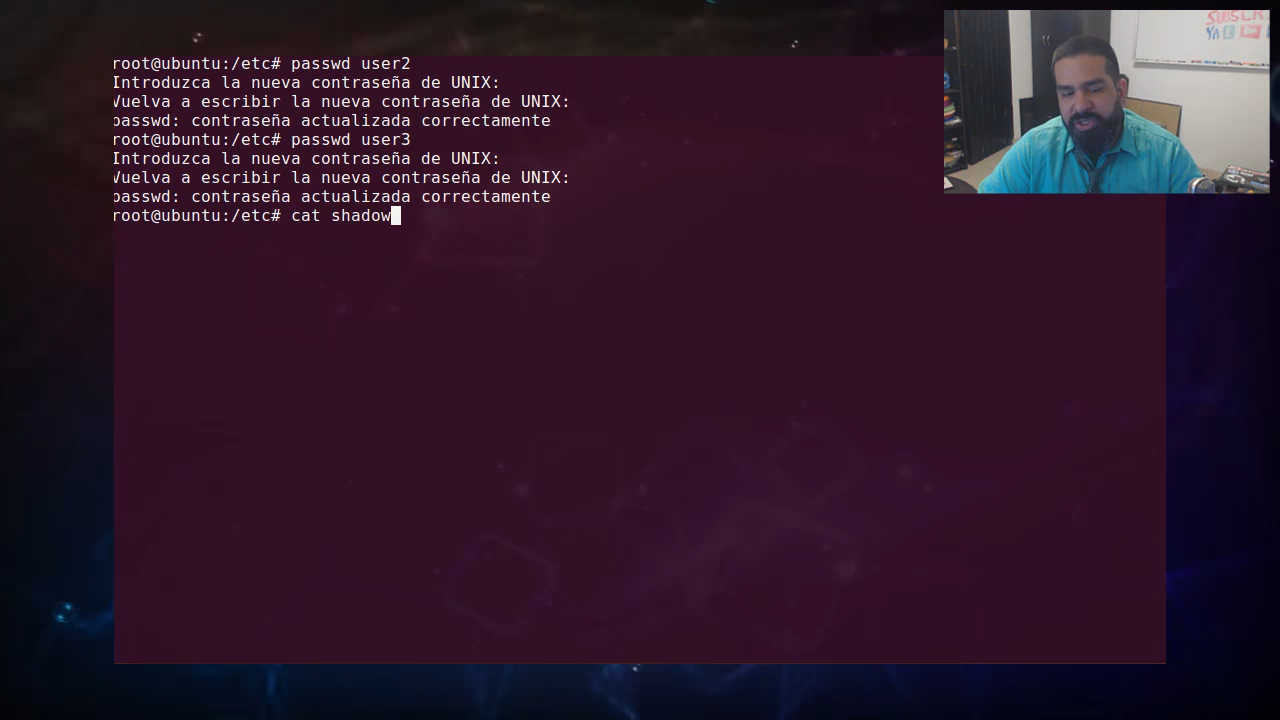 root@ubuntu:/etc# passwd user2
Introduzca la nueva contraseña de UNIX:
Vuelva a escribir la nueva contraseña de UNIX:
passwd: contraseña actualizada correctamente
root@ubuntu:/etc# passwd user3
Introduzca la nueva contraseña de UNIX:
Vuelva a escribir la nueva contraseña de UNIX:
passwd: contraseña actualizada correctamente
root@ubuntu:/etc# cat shadow